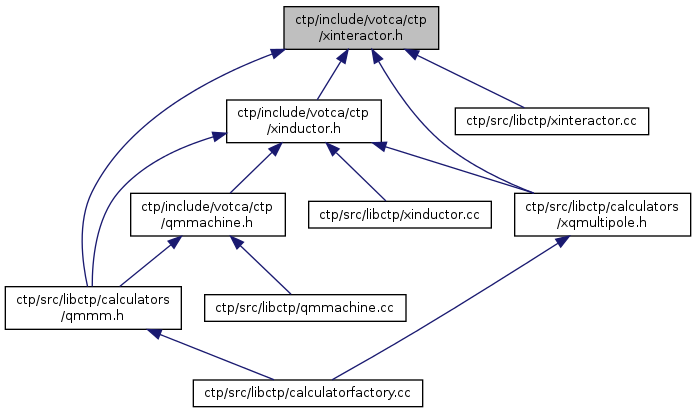 ctp/include/votca/ctp
/xinteractor.h
ctp/include/votca/ctp
/xinductor.h
ctp/src/libctp/xinteractor.cc
ctp/include/votca/ctp
/qmmachine.h
ctp/src/libctp/xinductor.cc
ctp/src/libctp/calculators
/xqmultipole.h
ctp/src/libctp/calculators
/qmmm.h
ctp/src/libctp/qmmachine.cc
ctp/src/libctp/calculatorfactory.cc